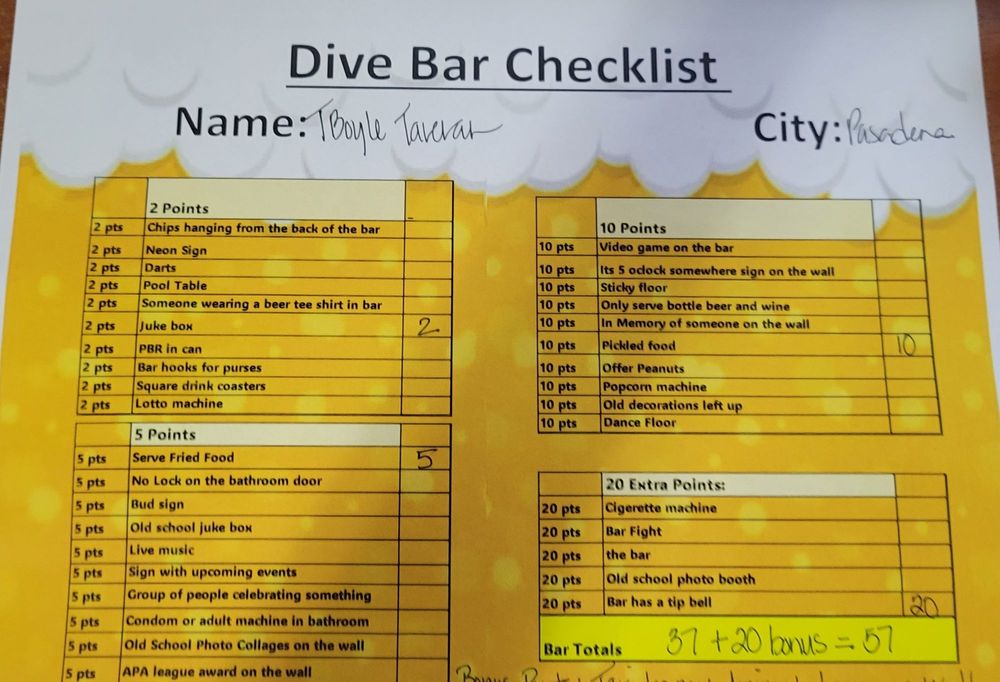 Dive Bar Checklist
Name: TBoyle Tavern City: Pasadena
2 Points
2 pts Chips hanging from the back of the bar
2 pts Neon Sign
2 pts Darts
2 pts Pool Table
2 pts Someone wearing a beer tee shirt in bar
2 pts Juke box 2
2 pts PBR in can
2 pts Bar hooks for purses
2 pts Square drink coasters
2 pts Lotto machine
5 Points
5 pts Serve Fried Food 5
5 pts No Lock on the bathroom door
5 pts Bud sign
5 pts Old school juke box
5 pts Live music
5 pts Sign with upcoming events
5 pts Group of people celebrating something
5 pts Condom or adult machine in bathroom
5 pts Old School Photo Collages on the wall
5 pts APA league award on the wall
10 Points
10 pts Video game on the bar
10 pts Its 5 oclock somewhere sign on the wall
10 pts Sticky floor
10 pts Only serve bottle beer and wine
10 pts In Memory of someone on the wall
10 pts Pickled food 10
10 pts Offer Peanuts
10 pts Popcorn machine
10 pts Old decorations left up
10 pts Dance Floor
20 Extra Points:
20 pts Cigerette machine
20 pts Bar Fight
20 pts the bar
20 pts Old school photo booth
20 pts Bar has a tip bell 20
Bar Totals 37 + 20 bonus = 57